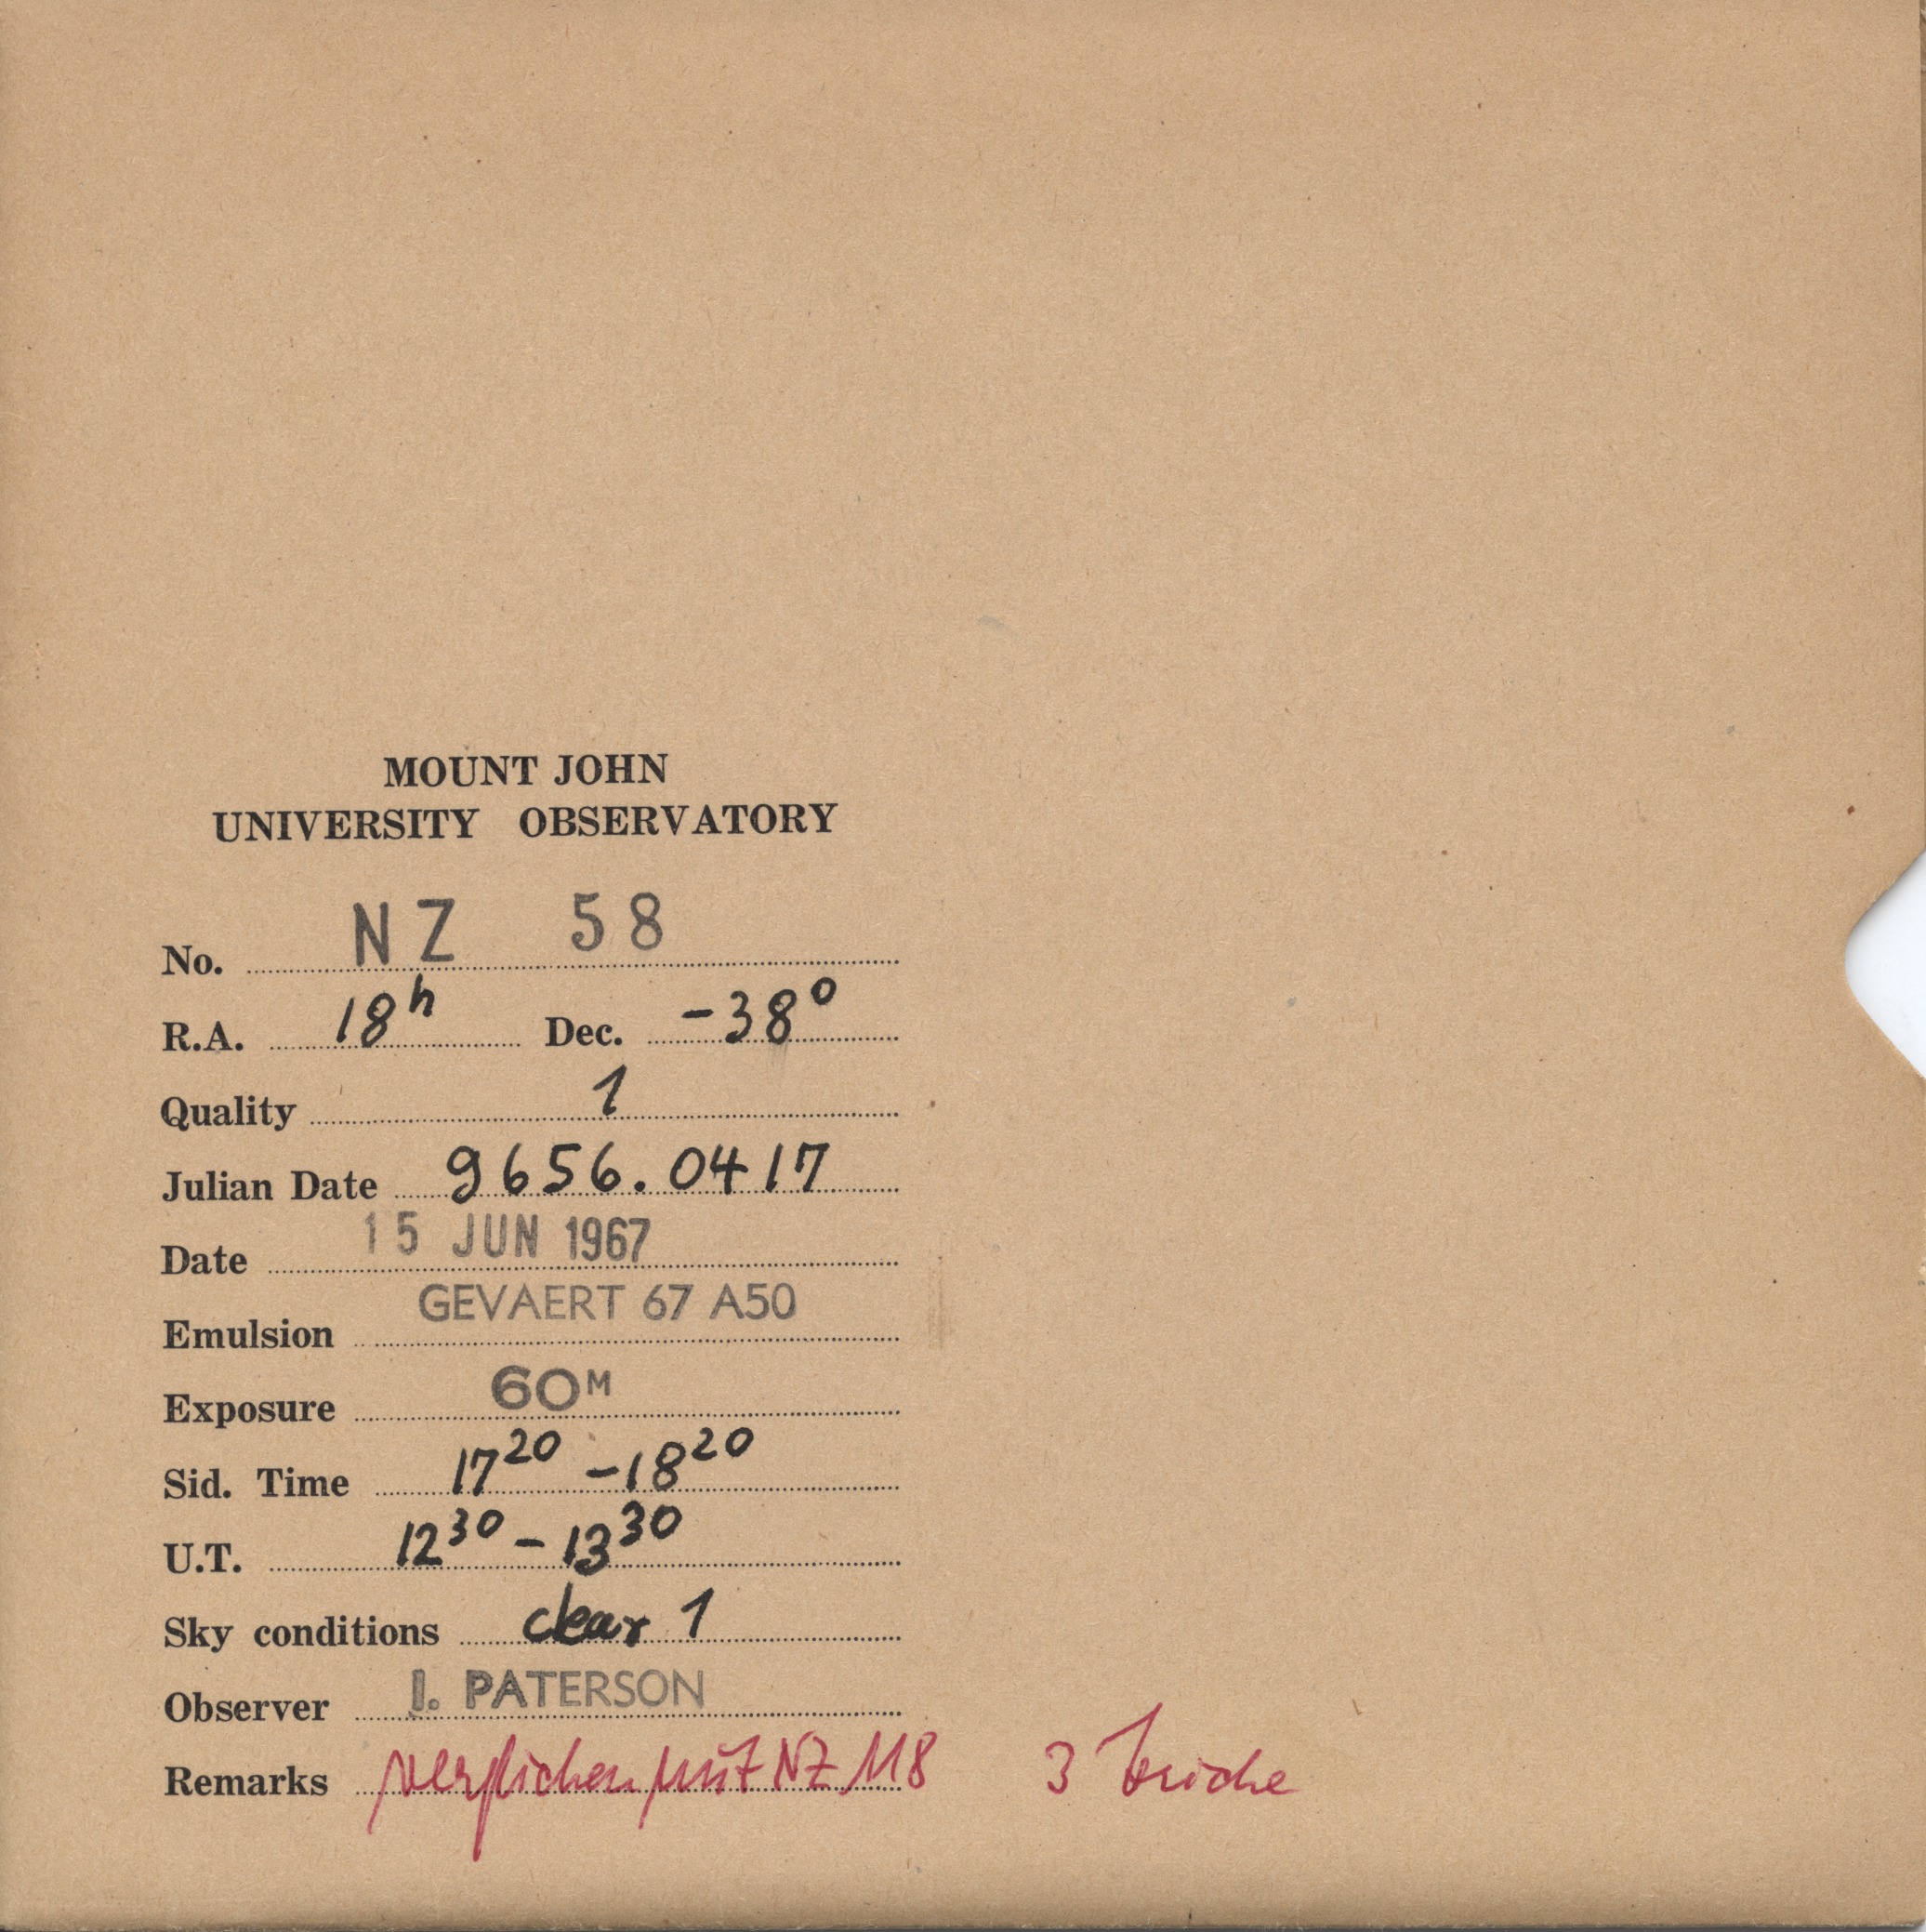 MOUNT JOHN
UNIVERSITY OBSERVATORY
No. NZ 58
R.A. 18h Dec. -38°
Quality 1
Julian Date 9656.0417
Date 15 JUN 1967
Emulsion GEVAERT 67 A50
Exposure 60M
Sid. Time 17 20 - 18 20
U.T. 12 30 - 13 30
Sky conditions clear 1
Observer I. PATERSON
Remarks verglichen mit NZ 118 3